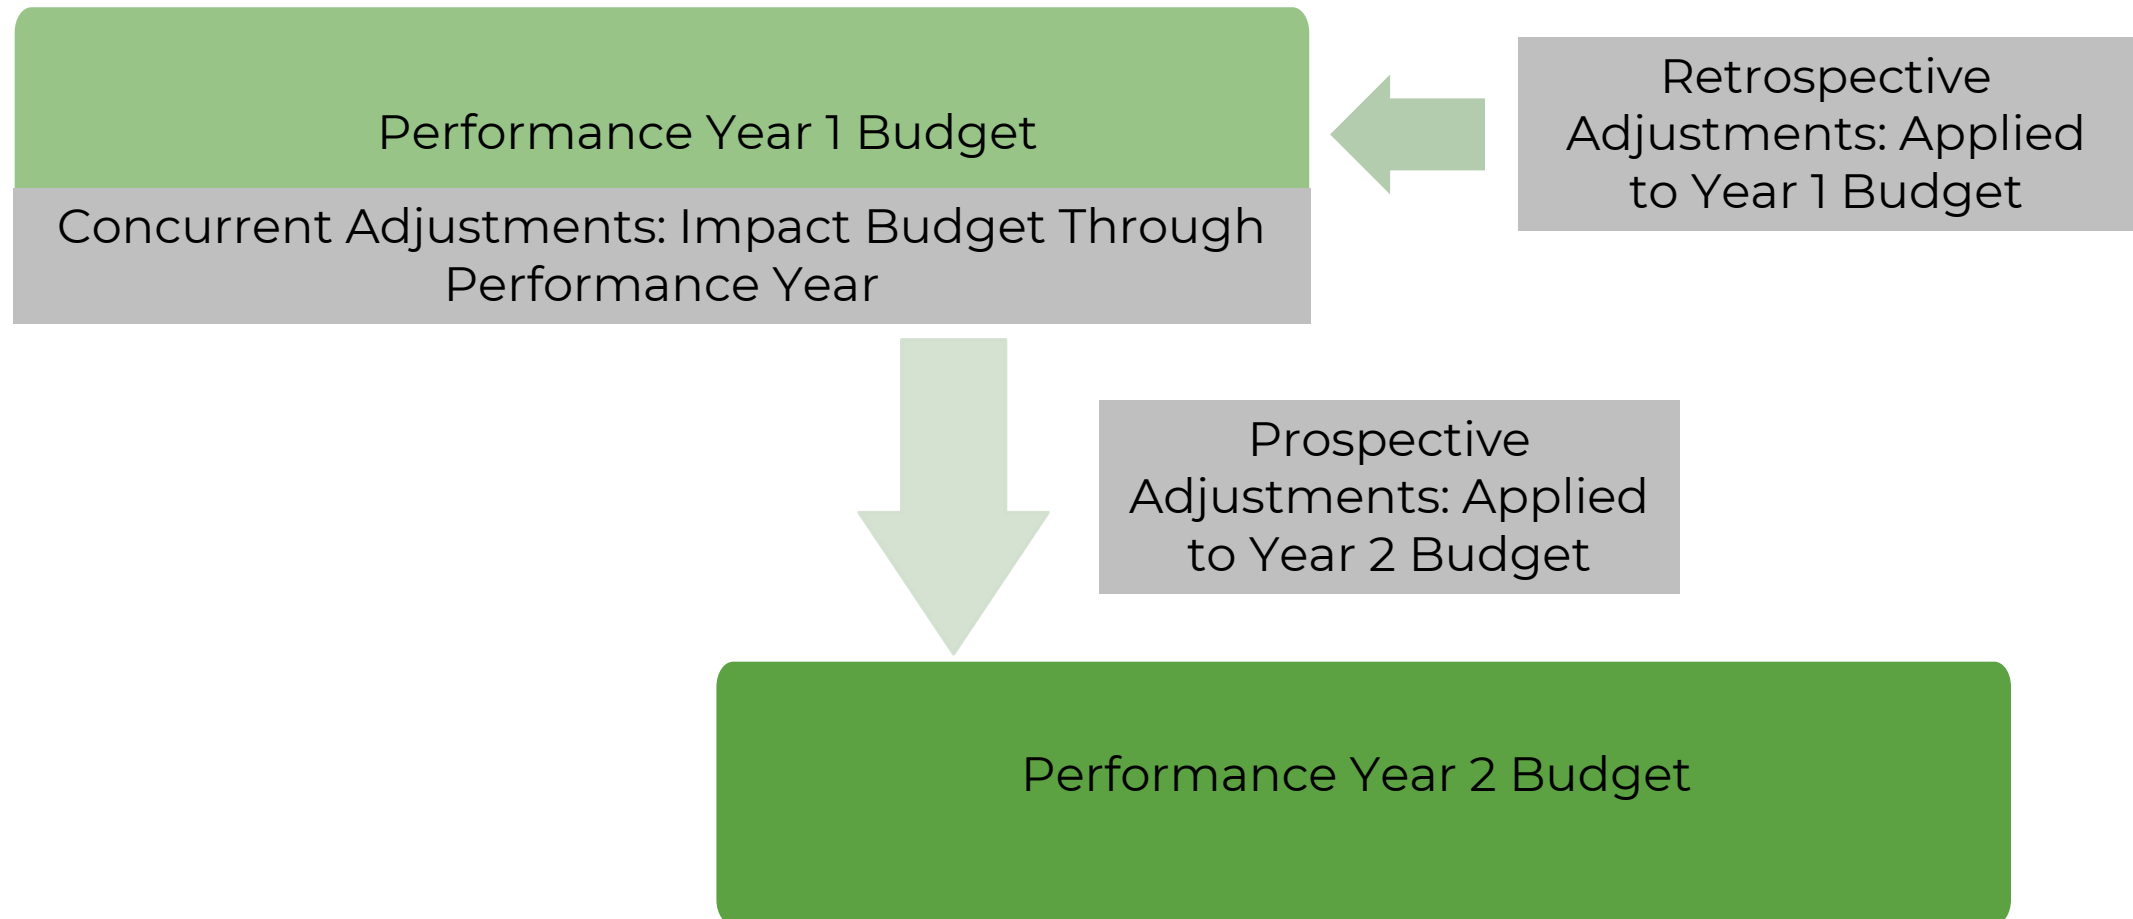 Performance Year 1 Budget
Concurrent Adjustments: Impact Budget Through
Performance Year
Retrospective
Adjustments: Applied
to Year 1 Budget
Prospective
Adjustments: Applied
to Year 2 Budget
Performance Year 2 Budget